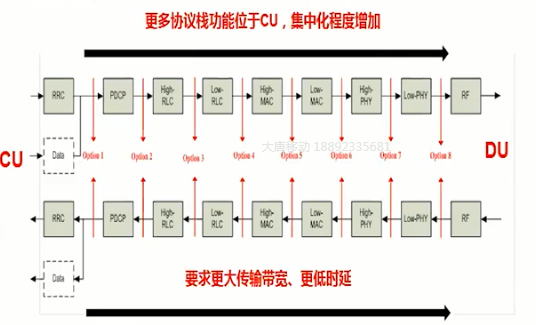 更多协议栈功能位于CU，集中化程度增加
RRC PDCP High-RLC Low-RLC High-MAC Low-MAC High-PHY Low-PHY RF
大唐移动 18892335681
CU Data Option 1 Option 2 Option 3 Option 4 Option 5 Option 6 Option 7 Option 8 DU
RRC PDCP High-RLC Low-RLC High-MAC Low-MAC High-PHY Low-PHY RF
Data
要求更大传输带宽、更低时延